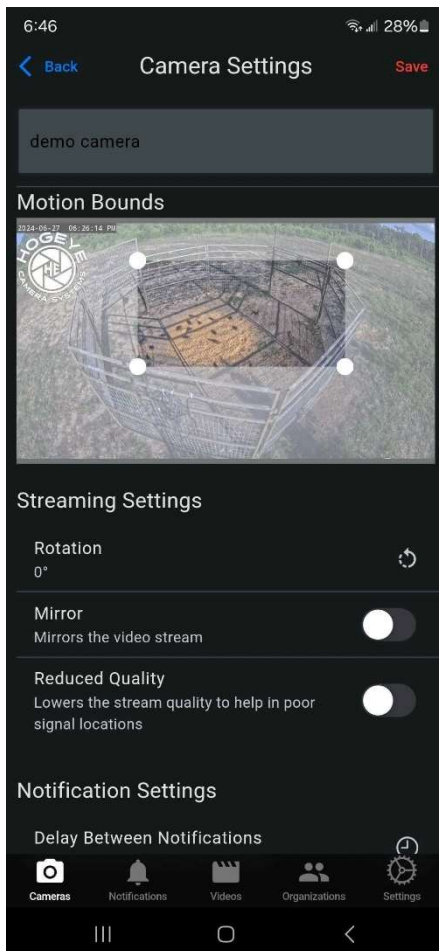 6:46
28%
Back
Camera Settings
Save
demo camera
Motion Bounds
2024-06-27 06:26:14 PM
HOGEYE
HE
CAMERA SYSTEMS
Streaming Settings
Rotation
0°
Mirror
Mirrors the video stream
Reduced Quality
Lowers the stream quality to help in poor
signal locations
Notification Settings
Delay Between Notifications
Cameras
Notifications
Videos
Organizations
Settings